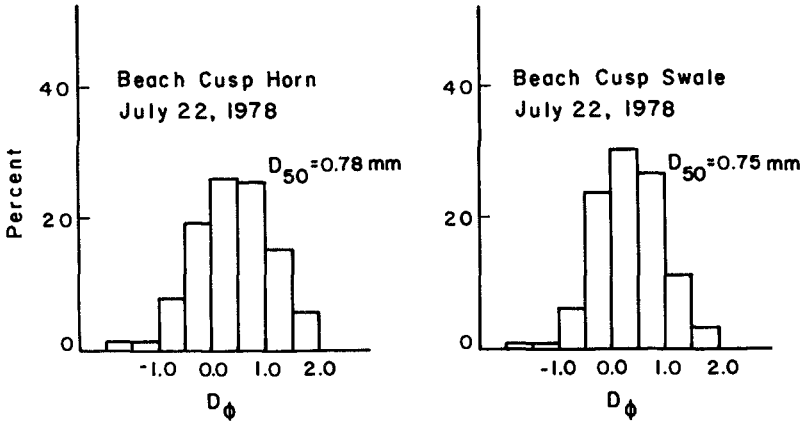 Percent
40
20
0
Beach Cusp Horn
July 22, 1978
D50=0.78 mm
-1.0 0.0 1.0 2.0
Dϕ
40
20
0
Beach Cusp Swale
July 22, 1978
D50=0.75 mm
-1.0 0.0 1.0 2.0
Dϕ